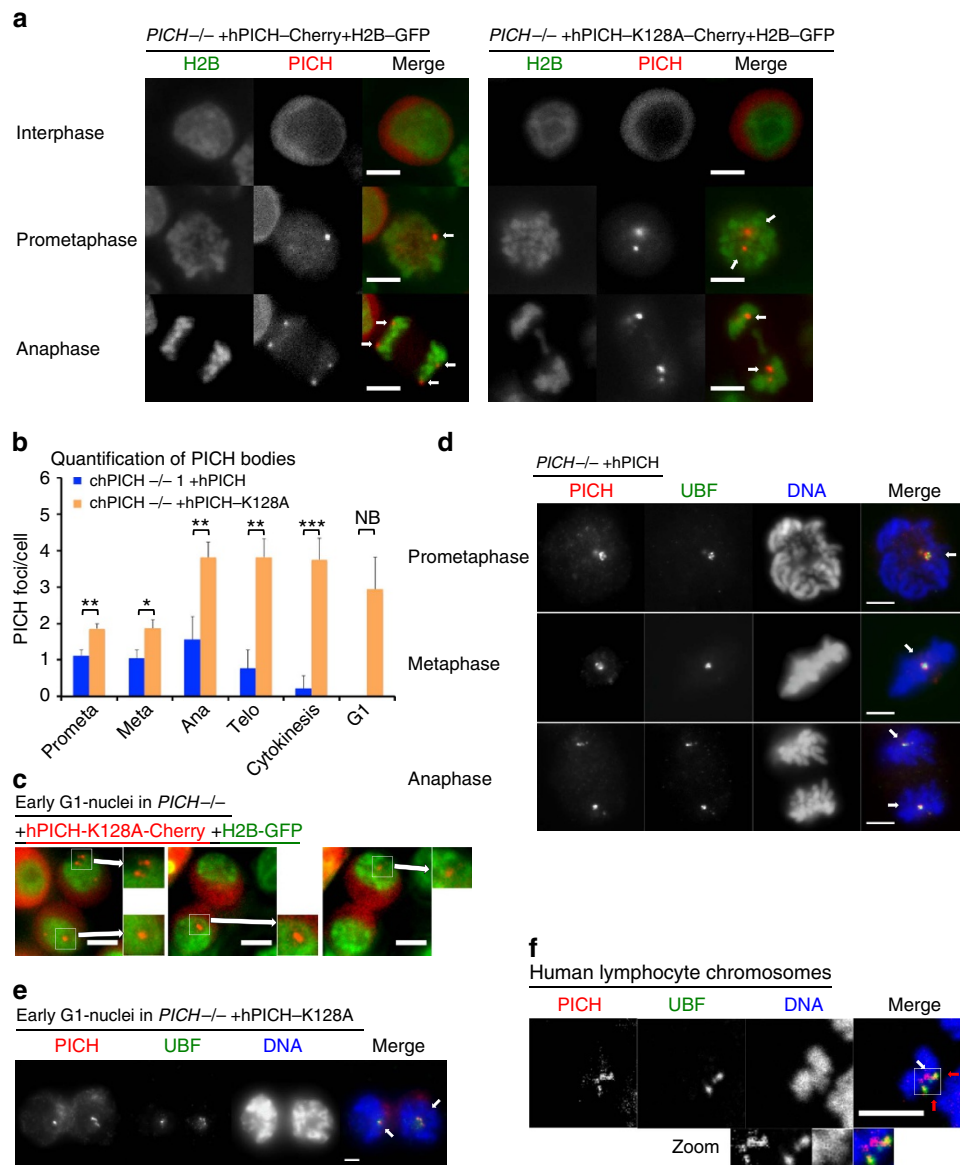 a
PICH–/– +hPICH–Cherry+H2B–GFP
PICH–/– +hPICH–K128A–Cherry+H2B–GFP
H2B PICH Merge
H2B PICH Merge
Interphase
Prometaphase
Anaphase
b
Quantification of PICH bodies
chPICH –/– 1 +hPICH
chPICH –/– +hPICH–K128A
PICH foci/cell
6
5
4
3
2
1
0
** * ** ** *** NB
Prometa Meta Ana Telo Cytokinesis G1
c
Early G1-nuclei in PICH–/–
+hPICH-K128A-Cherry +H2B-GFP
d
PICH–/– +hPICH
PICH UBF DNA Merge
Prometaphase
Metaphase
Anaphase
e
Early G1-nuclei in PICH–/– +hPICH–K128A
PICH UBF DNA Merge
f
Human lymphocyte chromosomes
PICH UBF DNA Merge
Zoom